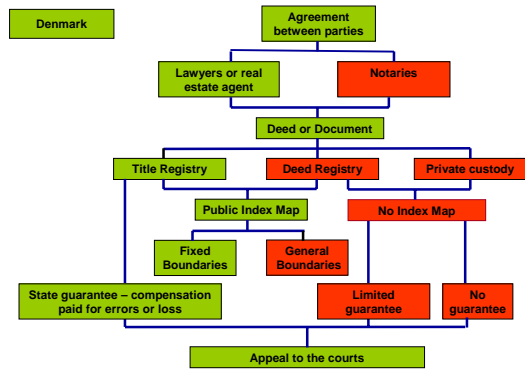 Denmark
Agreement
between parties
Lawyers or real
estate agent
Notaries
Deed or Document
Title Registry
Deed Registry
Private custody
Public Index Map
No Index Map
Fixed
Boundaries
General
Boundaries
State guarantee – compensation
paid for errors or loss
Limited
guarantee
No
guarantee
Appeal to the courts